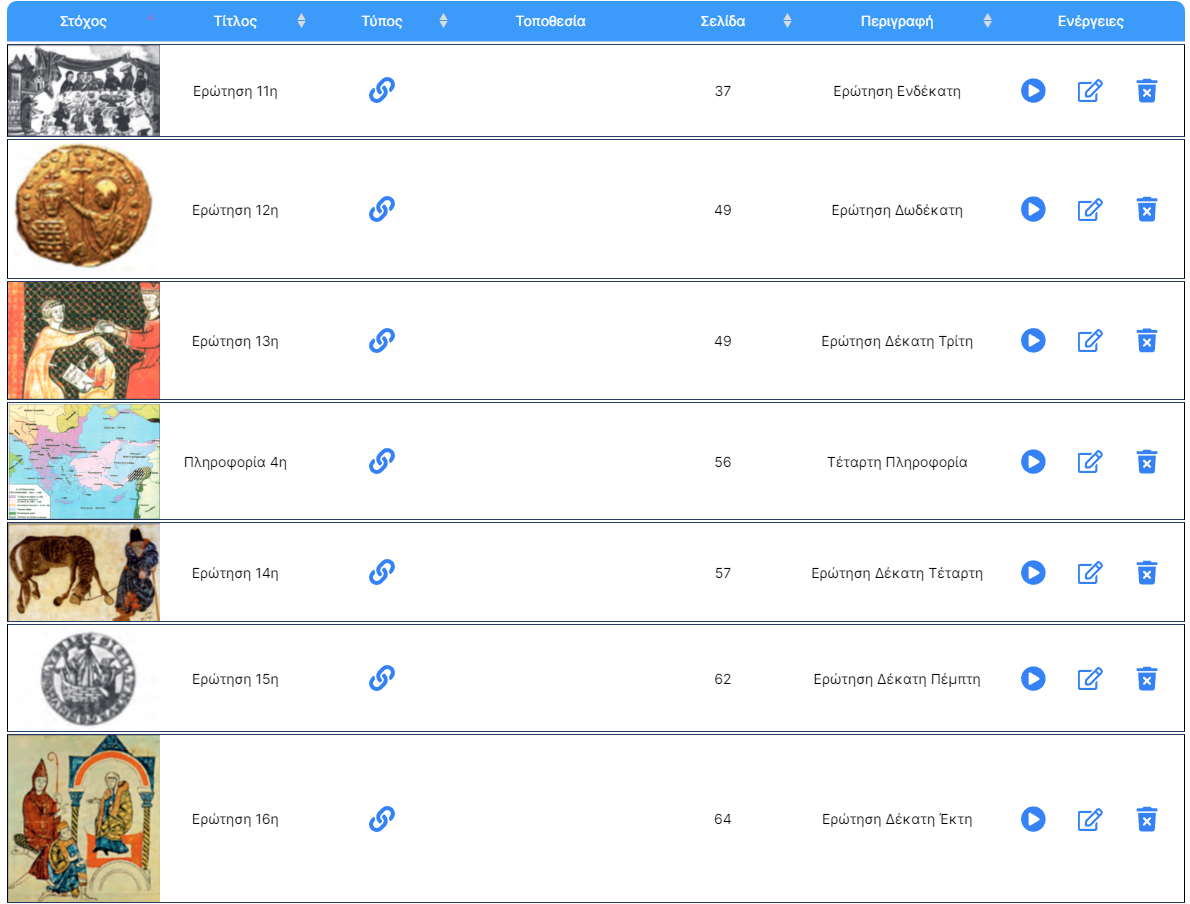 Στόχος Τίτλος Τύπος Τοποθεσία Σελίδα Περιγραφή Ενέργειες
Ερώτηση 11η 37 Ερώτηση Ενδέκατη
Ερώτηση 12η 49 Ερώτηση Δωδέκατη
Ερώτηση 13η 49 Ερώτηση Δέκατη Τρίτη
Πληροφορία 4η 56 Τέταρτη Πληροφορία
Ερώτηση 14η 57 Ερώτηση Δέκατη Τέταρτη
Ερώτηση 15η 62 Ερώτηση Δέκατη Πέμπτη
Ερώτηση 16η 64 Ερώτηση Δέκατη Έκτη